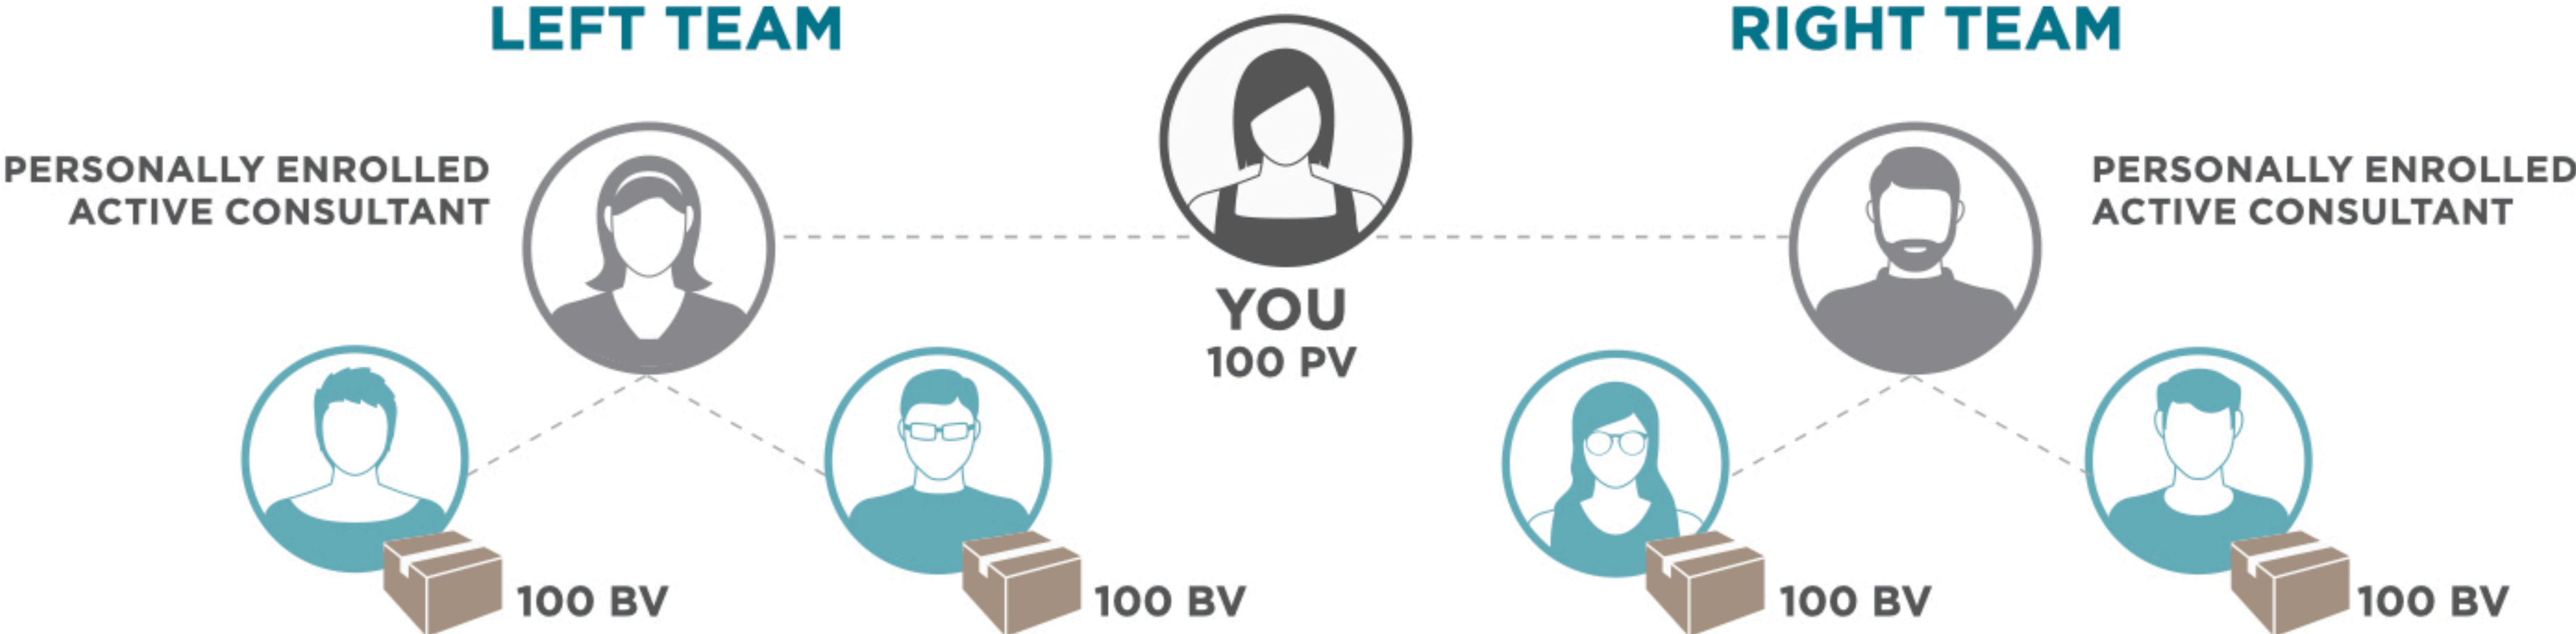 LEFT TEAM
RIGHT TEAM
PERSONALLY ENROLLED
ACTIVE CONSULTANT
PERSONALLY ENROLLED
ACTIVE CONSULTANT
YOU
100 PV
100 BV
100 BV
100 BV
100 BV